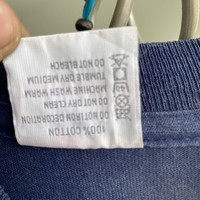 100% COTTON
DO NOT IRON DECORATION
DO NOT DRY CLEAN
MACHINE WASH WARM
TUMBLE DRY MEDIUM
DO NOT BLEACH